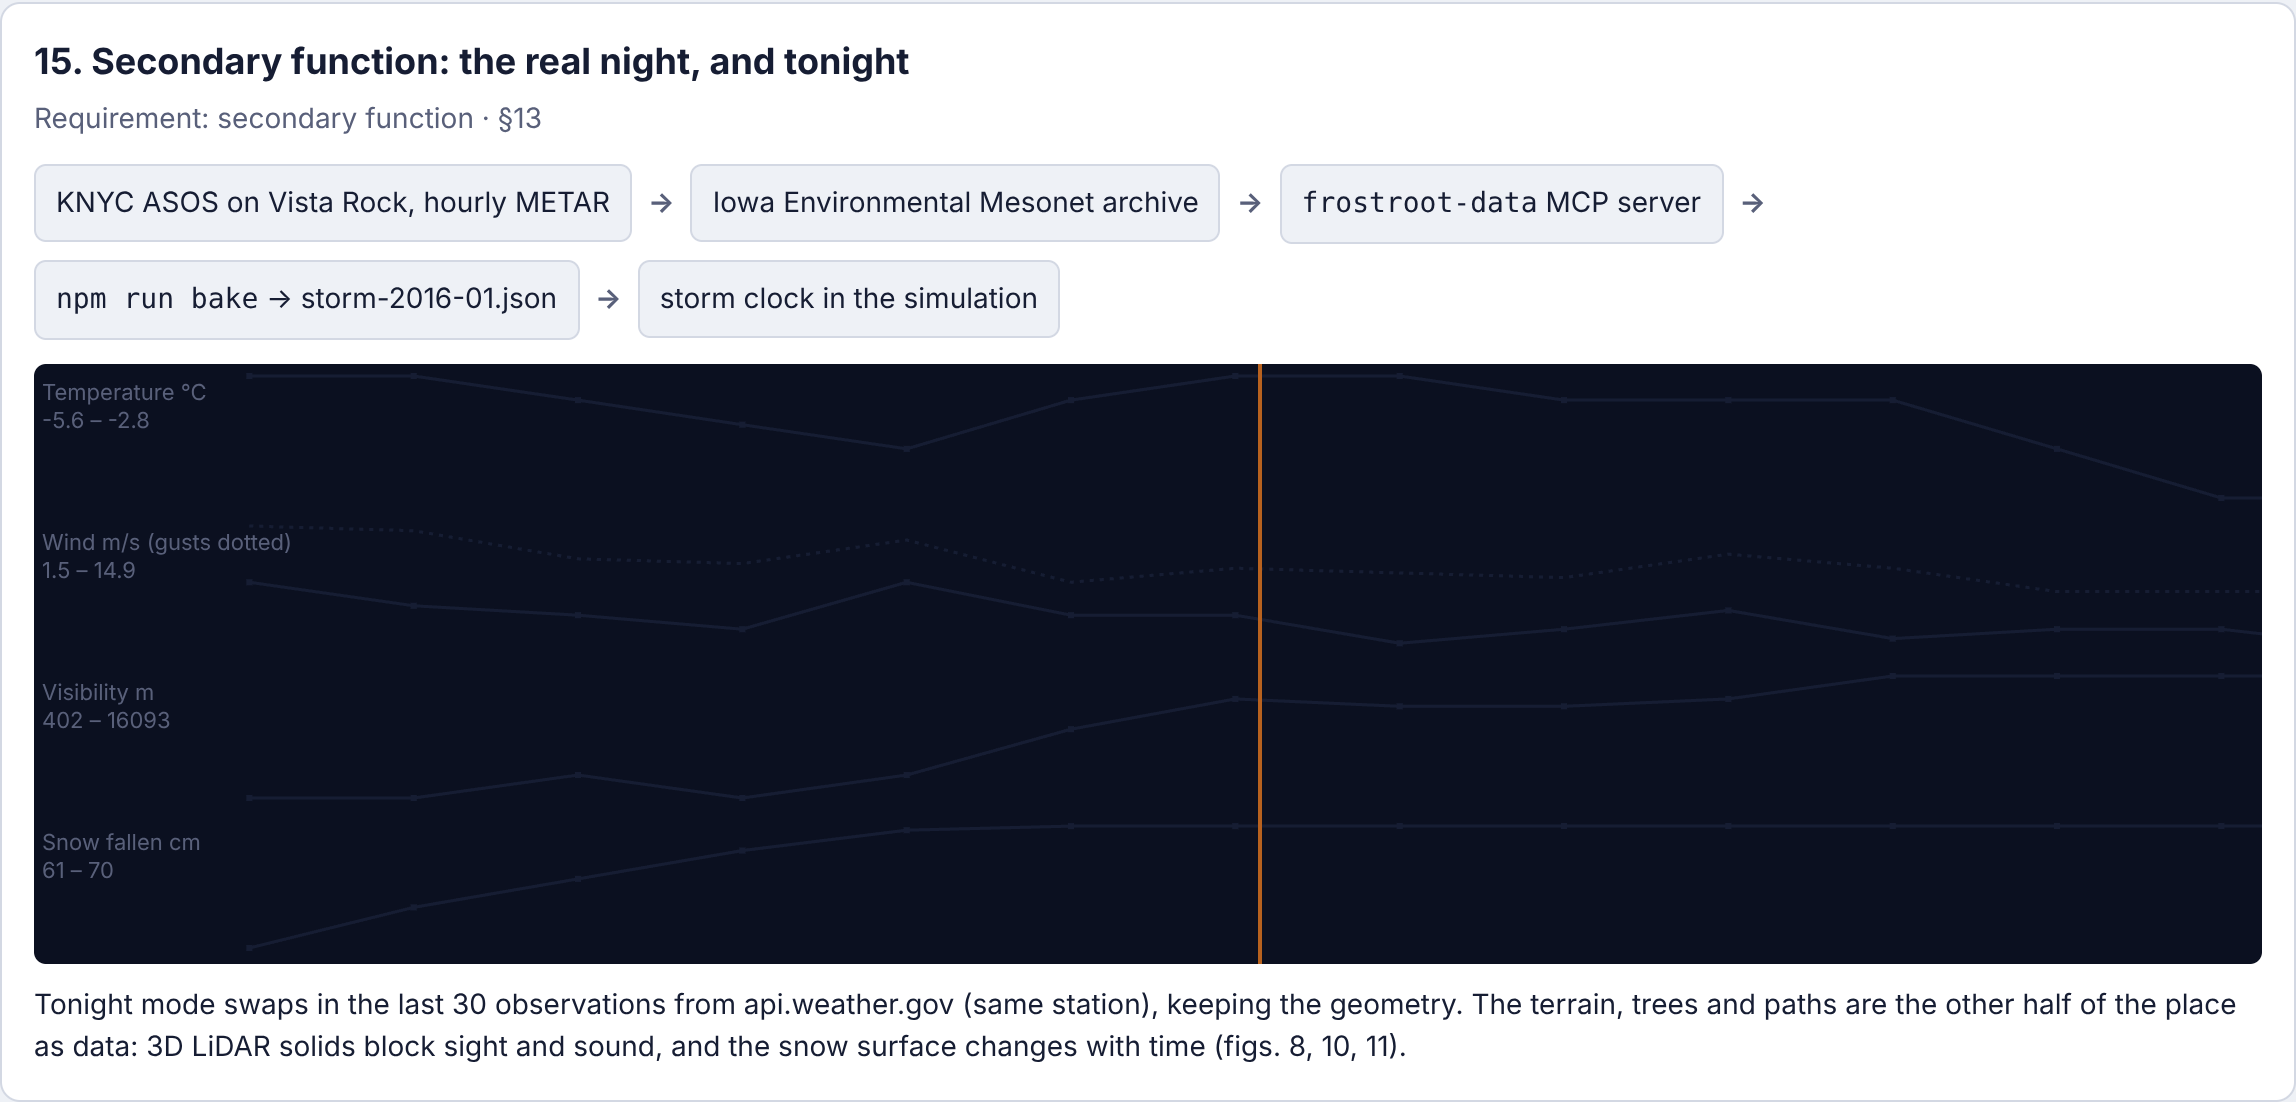 15. Secondary function: the real night, and tonight
Requirement: secondary function · §13
KNYC ASOS on Vista Rock, hourly METAR → Iowa Environmental Mesonet archive → frostroot-data MCP server →
npm run bake → storm-2016-01.json → storm clock in the simulation
Temperature °C
-5.6 – -2.8
Wind m/s (gusts dotted)
1.5 – 14.9
Visibility m
402 – 16093
Snow fallen cm
61 – 70
Tonight mode swaps in the last 30 observations from api.weather.gov (same station), keeping the geometry. The terrain, trees and paths are the other half of the place
as data: 3D LiDAR solids block sight and sound, and the snow surface changes with time (figs. 8, 10, 11).